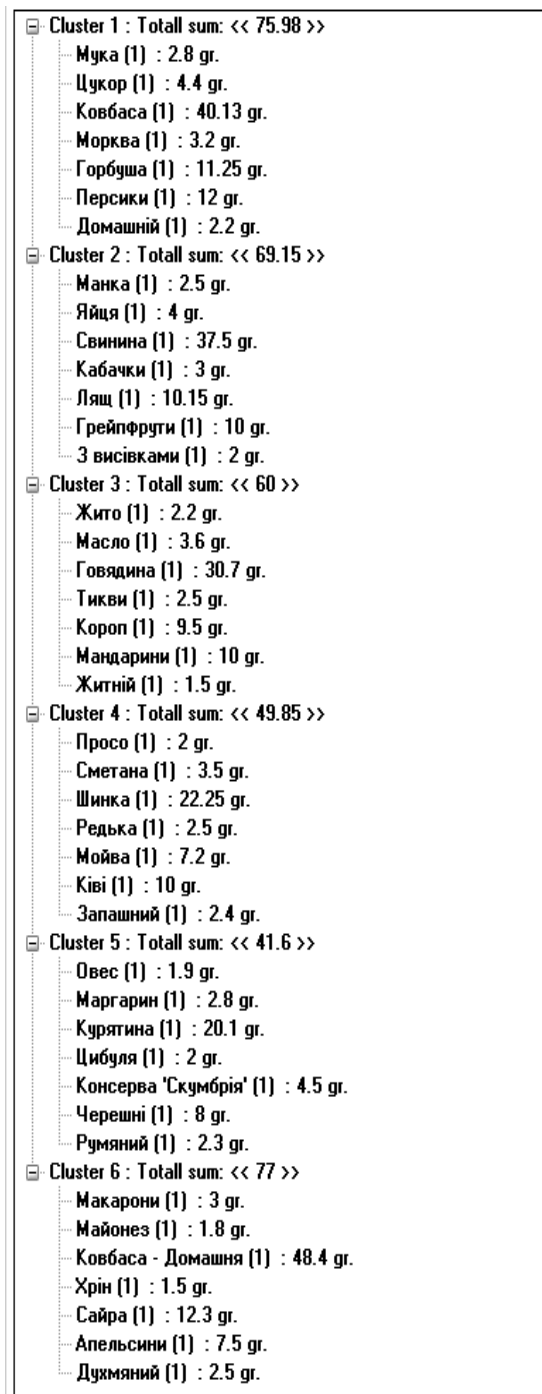 Cluster 1 : Totall sum: << 75.98 >>
Мука (1) : 2.8 gr.
Цукор (1) : 4.4 gr.
Ковбаса (1) : 40.13 gr.
Морква (1) : 3.2 gr.
Горбуша (1) : 11.25 gr.
Персики (1) : 12 gr.
Домашній (1) : 2.2 gr.
Cluster 2 : Totall sum: << 69.15 >>
Манка (1) : 2.5 gr.
Яйця (1) : 4 gr.
Свинина (1) : 37.5 gr.
Кабачки (1) : 3 gr.
Лящ (1) : 10.15 gr.
Грейпфрути (1) : 10 gr.
З висівками (1) : 2 gr.
Cluster 3 : Totall sum: << 60 >>
Жито (1) : 2.2 gr.
Масло (1) : 3.6 gr.
Говядина (1) : 30.7 gr.
Тикви (1) : 2.5 gr.
Короп (1) : 9.5 gr.
Мандарини (1) : 10 gr.
Житній (1) : 1.5 gr.
Cluster 4 : Totall sum: << 49.85 >>
Просо (1) : 2 gr.
Сметана (1) : 3.5 gr.
Шинка (1) : 22.25 gr.
Редька (1) : 2.5 gr.
Мойва (1) : 7.2 gr.
Ківі (1) : 10 gr.
Запашний (1) : 2.4 gr.
Cluster 5 : Totall sum: << 41.6 >>
Овес (1) : 1.9 gr.
Маргарин (1) : 2.8 gr.
Курятина (1) : 20.1 gr.
Цибуля (1) : 2 gr.
Консерва 'Скумбрія' (1) : 4.5 gr.
Черешні (1) : 8 gr.
Румяний (1) : 2.3 gr.
Cluster 6 : Totall sum: << 77 >>
Макарони (1) : 3 gr.
Майонез (1) : 1.8 gr.
Ковбаса - Домашня (1) : 48.4 gr.
Хрін (1) : 1.5 gr.
Сайра (1) : 12.3 gr.
Апельсини (1) : 7.5 gr.
Духмяний (1) : 2.5 gr.